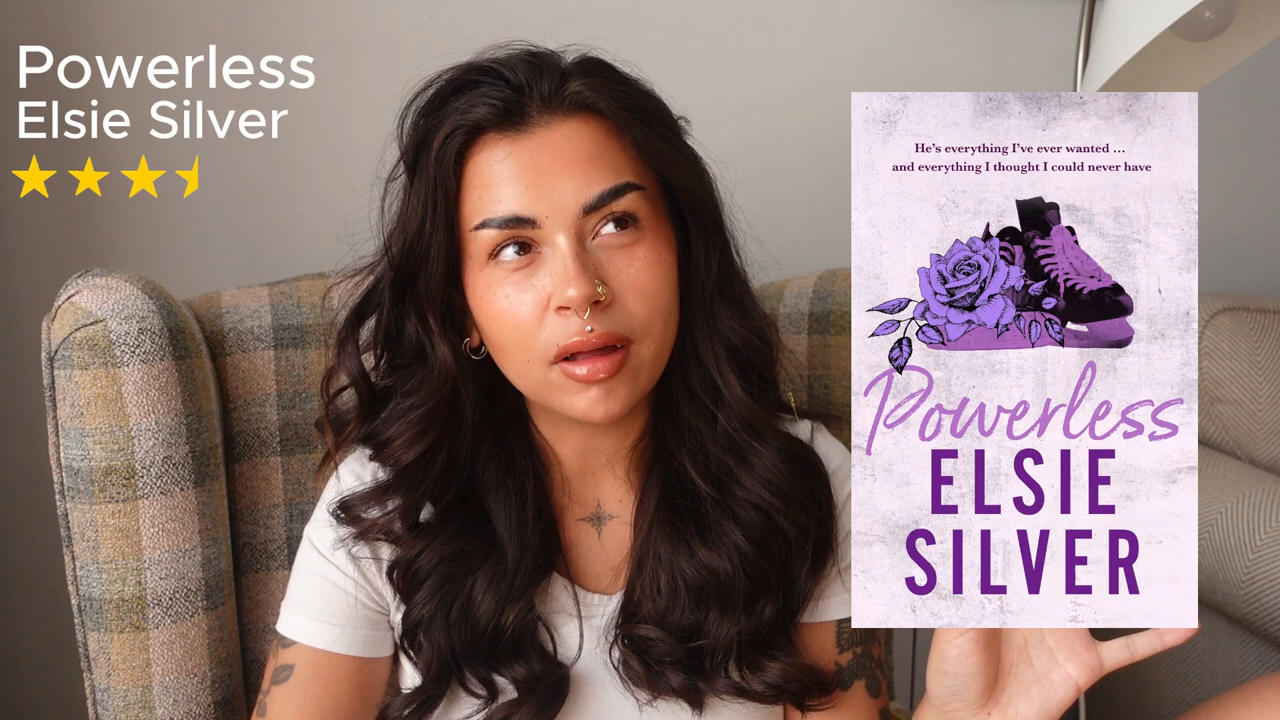 Powerless
Elsie Silver
He's everything I've ever wanted ...
and everything I thought I could never have
Powerless
ELSIE
SILVER